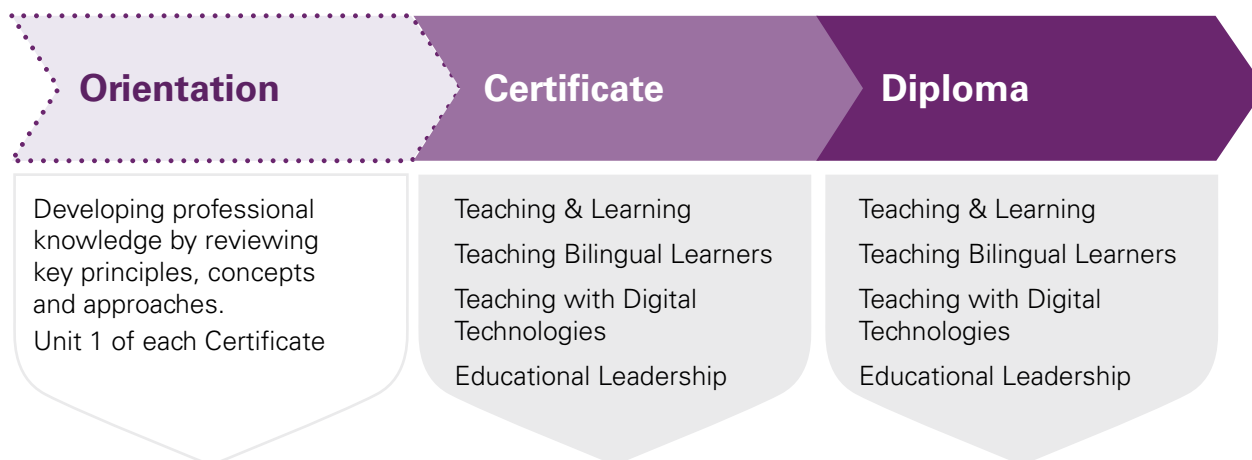 Orientation
Certificate
Diploma
Developing professional
knowledge by reviewing
key principles, concepts
and approaches.
Unit 1 of each Certificate
Teaching & Learning
Teaching Bilingual Learners
Teaching with Digital
Technologies
Educational Leadership
Teaching & Learning
Teaching Bilingual Learners
Teaching with Digital
Technologies
Educational Leadership